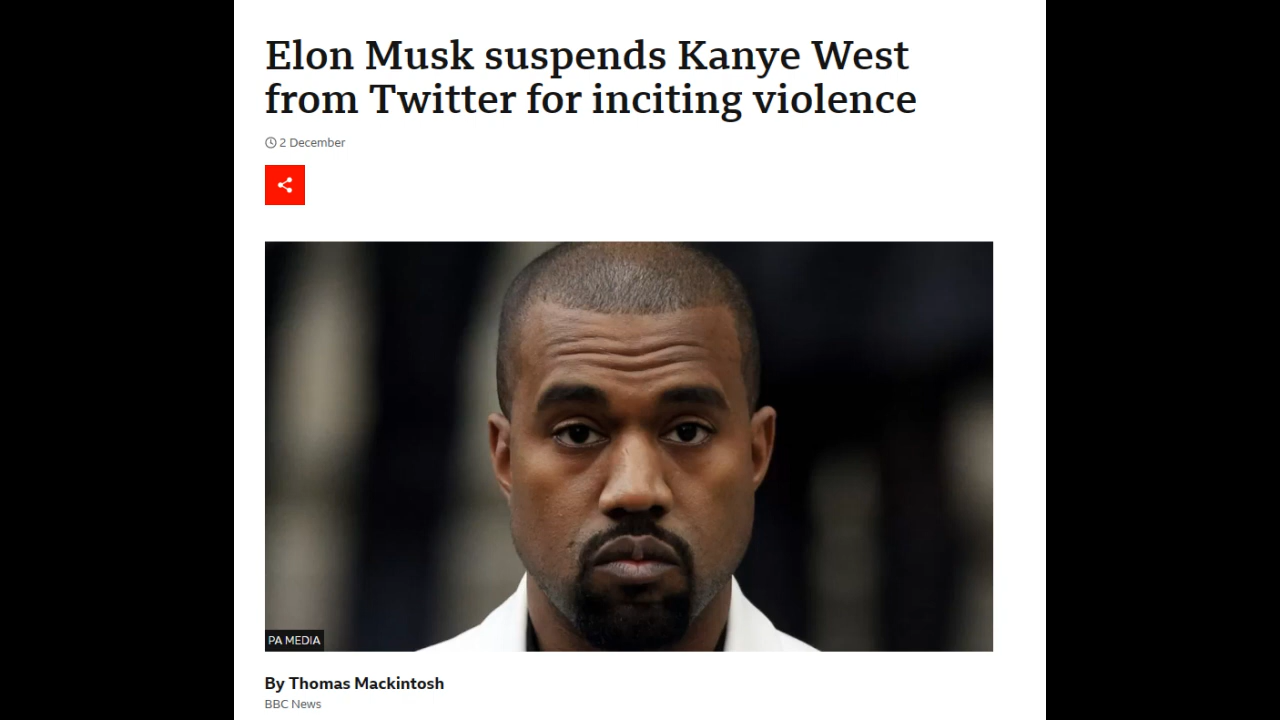 Elon Musk suspends Kanye West
from Twitter for inciting violence
2 December
PA MEDIA
By Thomas Mackintosh
BBC News